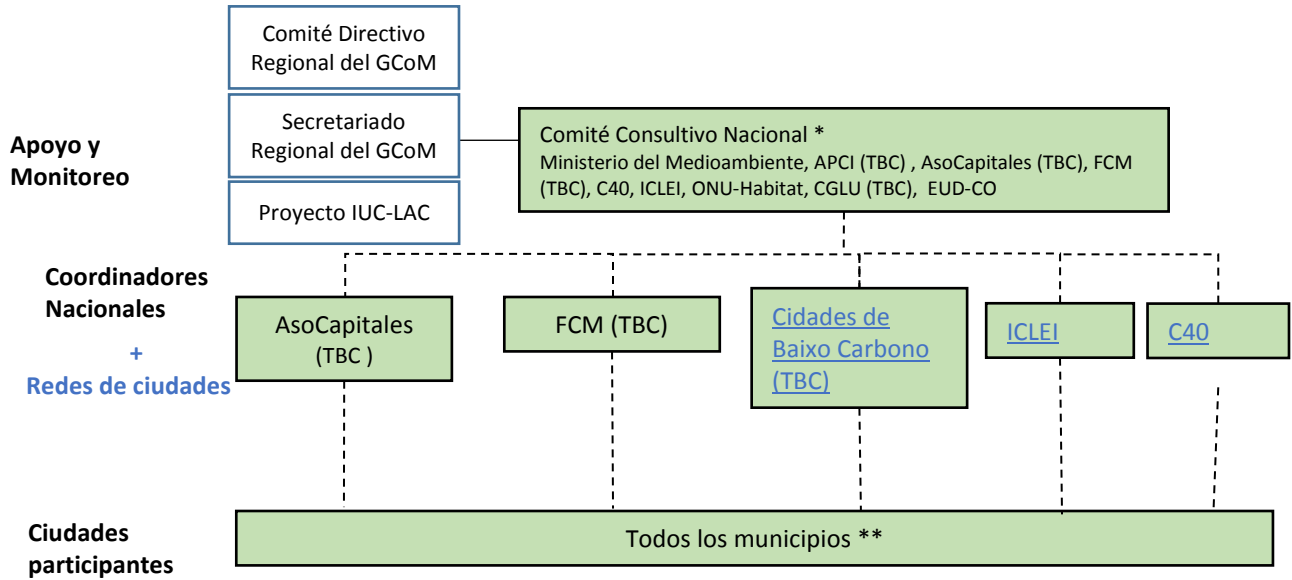 Comité Directivo
Regional del GCoM
Apoyo y
Monitoreo
Secretariado
Regional del GCoM
Proyecto IUC-LAC
Comité Consultivo Nacional *
Ministerio del Medioambiente, APCI (TBC) , AsoCapitales (TBC), FCM
(TBC), C40, ICLEI, ONU-Habitat, CGLU (TBC), EUD-CO
Coordinadores
Nacionales
+
Redes de ciudades
AsoCapitales
(TBC )
FCM (TBC)
Cidades de
Baixo Carbono
(TBC)
ICLEI
C40
Ciudades
participantes
Todos los municipios **